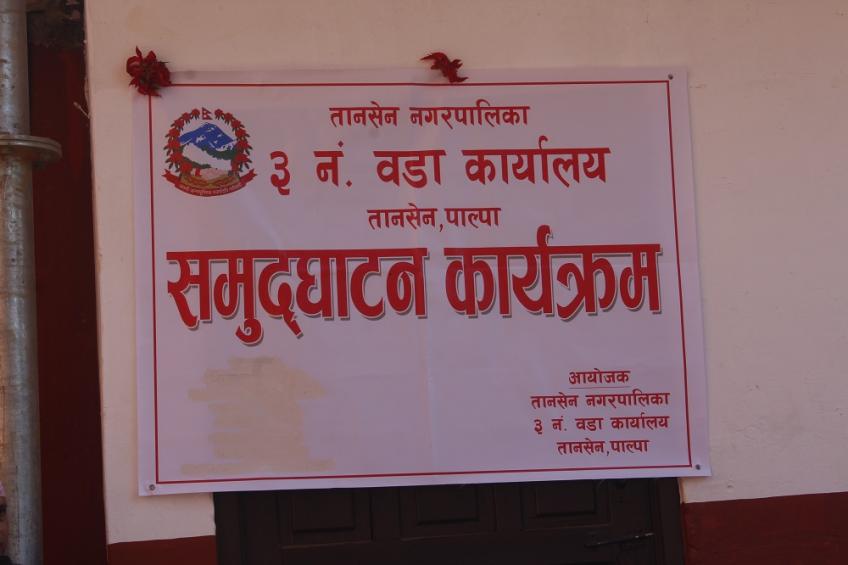 तानसेन नगरपालिका
३ नं. वडा कार्यालय
तानसेन,पाल्पा
समुद्घाटन कार्यक्रम
आयोजक
तानसेन नगरपालिका
३ नं. वडा कार्यालय
तानसेन,पाल्पा